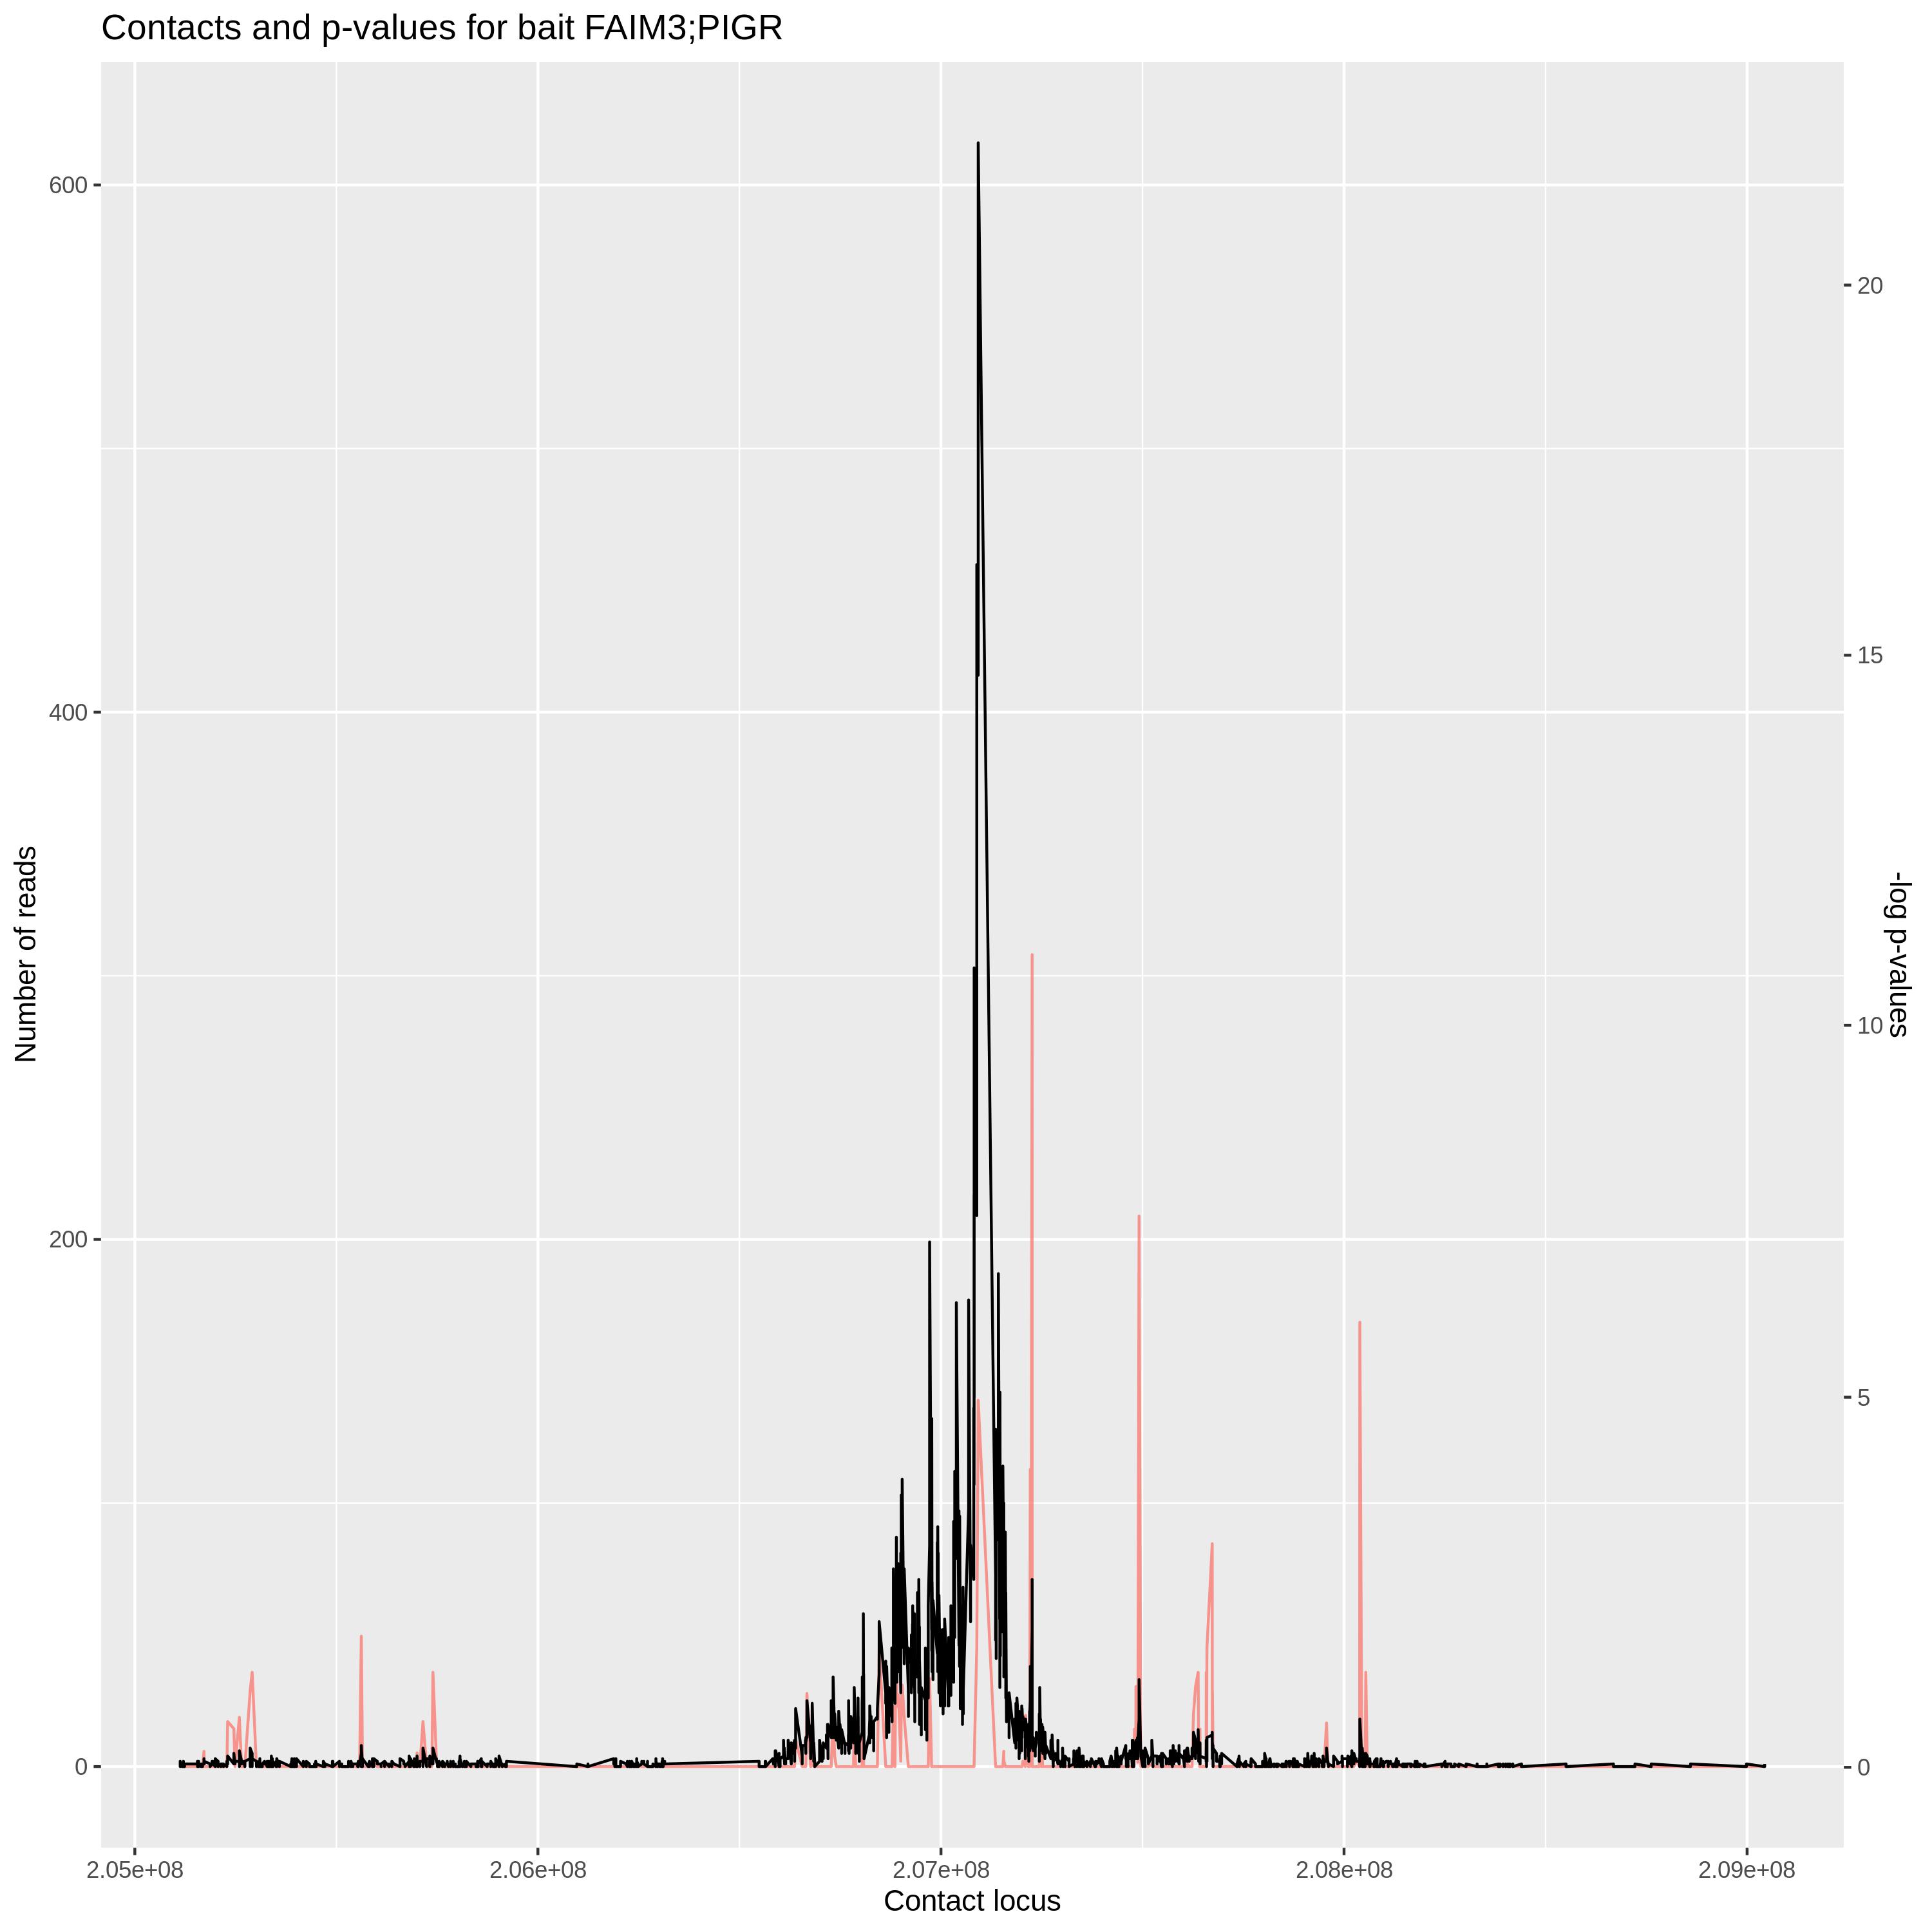 Contacts and p-values for bait FAIM3;PIGR
600
400
200
0
Number of reads
20
15
10
5
0
-log p-values
2.05e+08
2.06e+08
2.07e+08
2.08e+08
2.09e+08
Contact locus